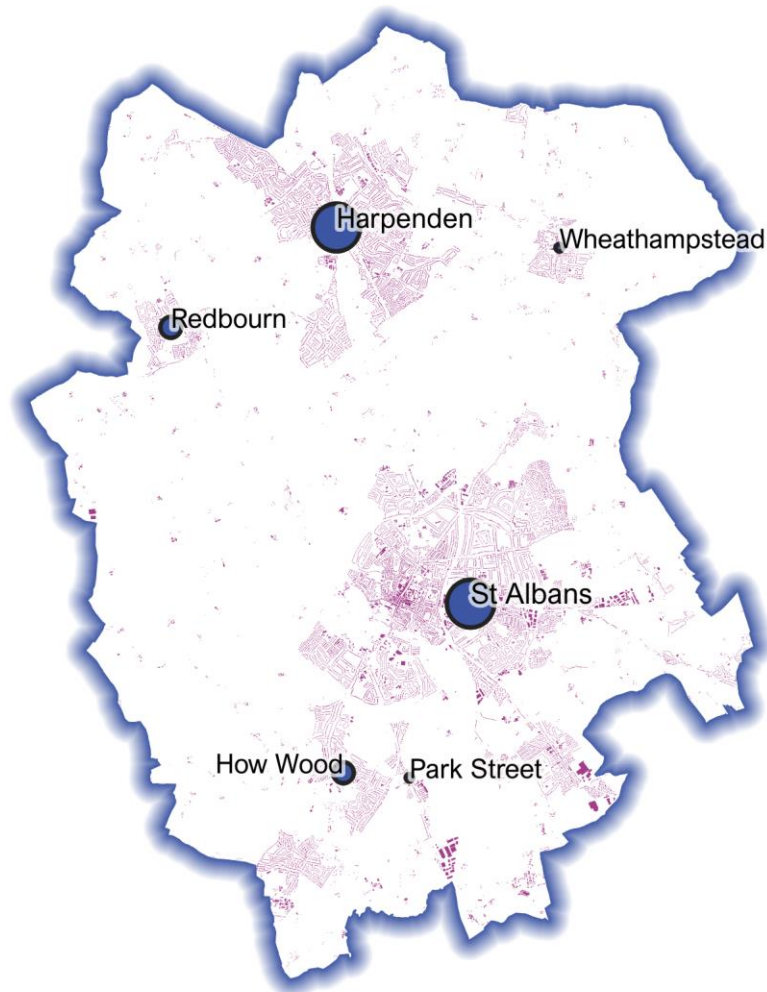 Harpenden
Wheathampstead
Redbourn
St Albans
How Wood
Park Street